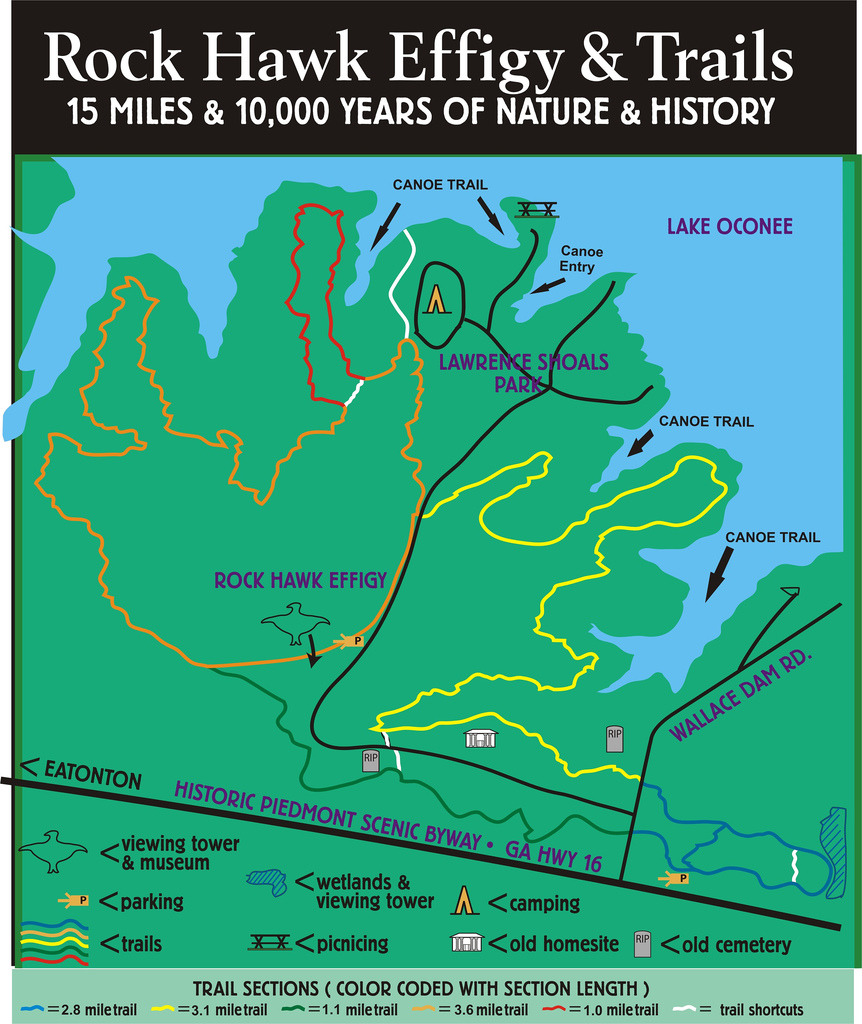 Rock Hawk Effigy & Trails
15 MILES & 10,000 YEARS OF NATURE & HISTORY
CANOE TRAIL
LAKE OCONEE
Canoe
Entry
LAWRENCE SHOALS
PARK
CANOE TRAIL
CANOE TRAIL
ROCK HAWK EFFIGY
P
WALLACE DAM RD.
RIP
RIP
< EATONTON
HISTORIC PIEDMONT SCENIC BYWAY • GA HWY 16
P
< viewing tower
& museum
< wetlands &
viewing tower
P < parking
< camping
< trails
< picnicing
< old homesite
RIP < old cemetery
TRAIL SECTIONS ( COLOR CODED WITH SECTION LENGTH )
= 2.8 mile trail = 3.1 mile trail = 1.1 mile trail = 3.6 mile trail = 1.0 mile trail = trail shortcuts